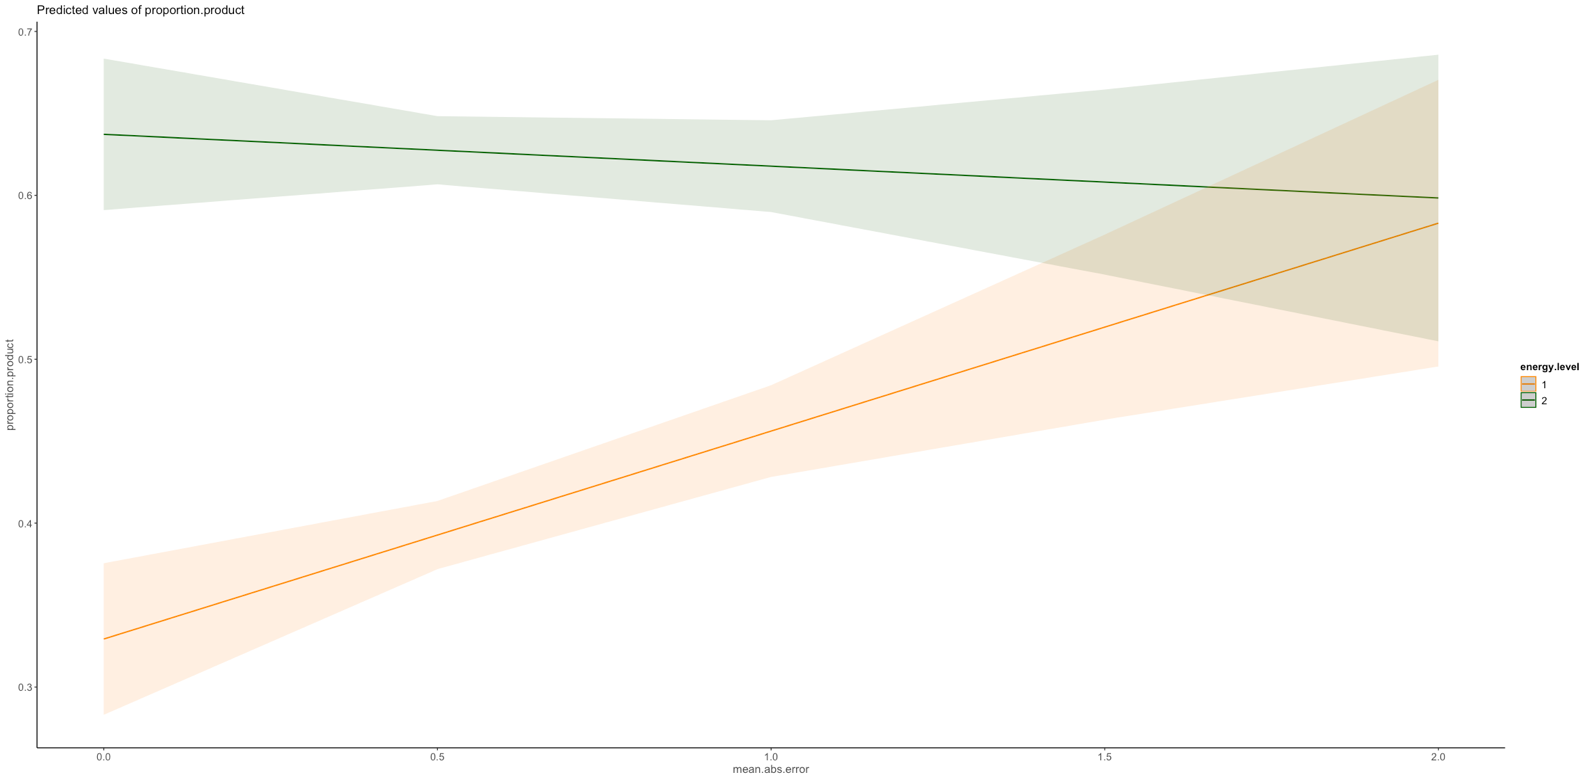 Predicted values of proportion.product
0.7
0.6
0.5
0.4
0.3
proportion.product
0.0 0.5 1.0 1.5 2.0
mean.abs.error
energy.level
1
2